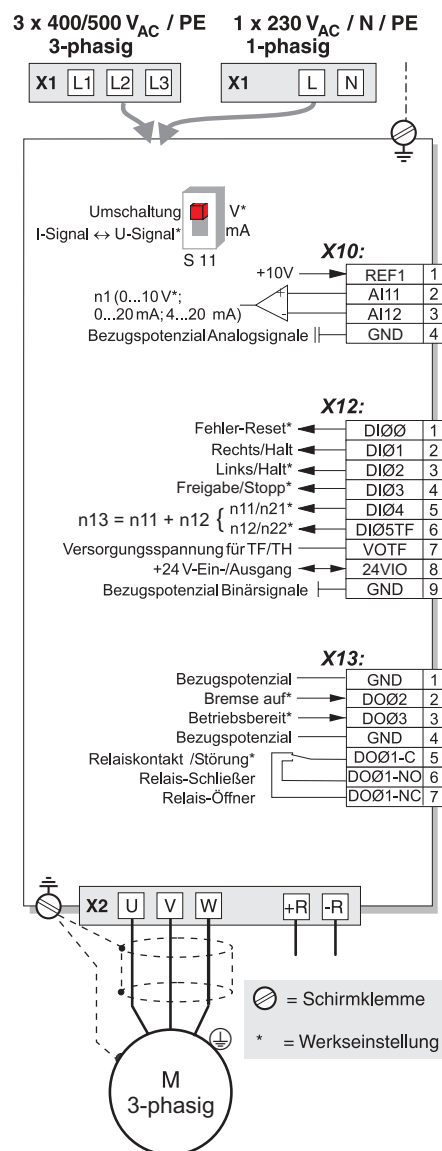 3 x 400/500 VAC / PE
3-phasig
1 x 230 VAC / N / PE
1-phasig
X1 L1 L2 L3
X1 L N
Umschaltung
I-Signal ↔ U-Signal*
V*
mA
S 11
X10:
+10V REF1 1
n1 (0...10 V*;
0...20 mA; 4...20 mA)
+ AI11 2
- AI12 3
Bezugspotenzial Analogsignale GND 4
X12:
Fehler-Reset* DIØØ 1
Rechts/Halt DIØ1 2
Links/Halt* DIØ2 3
Freigabe/Stopp* DIØ3 4
n13 = n11 + n12 {
n11/n21* DIØ4 5
n12/n22* DIØ5TF 6
Versorgungsspannung für TF/TH VOTF 7
+24 V-Ein-/Ausgang 24VIO 8
Bezugspotenzial Binärsignale GND 9
X13:
Bezugspotenzial GND 1
Bremse auf* DOØ2 2
Betriebsbereit* DOØ3 3
Bezugspotenzial GND 4
Relaiskontakt /Störung* DOØ1-C 5
Relais-Schließer DOØ1-NO 6
Relais-Öffner DOØ1-NC 7
X2 U V W +R -R
= Schirmklemme
* = Werkseinstellung
M
3-phasig